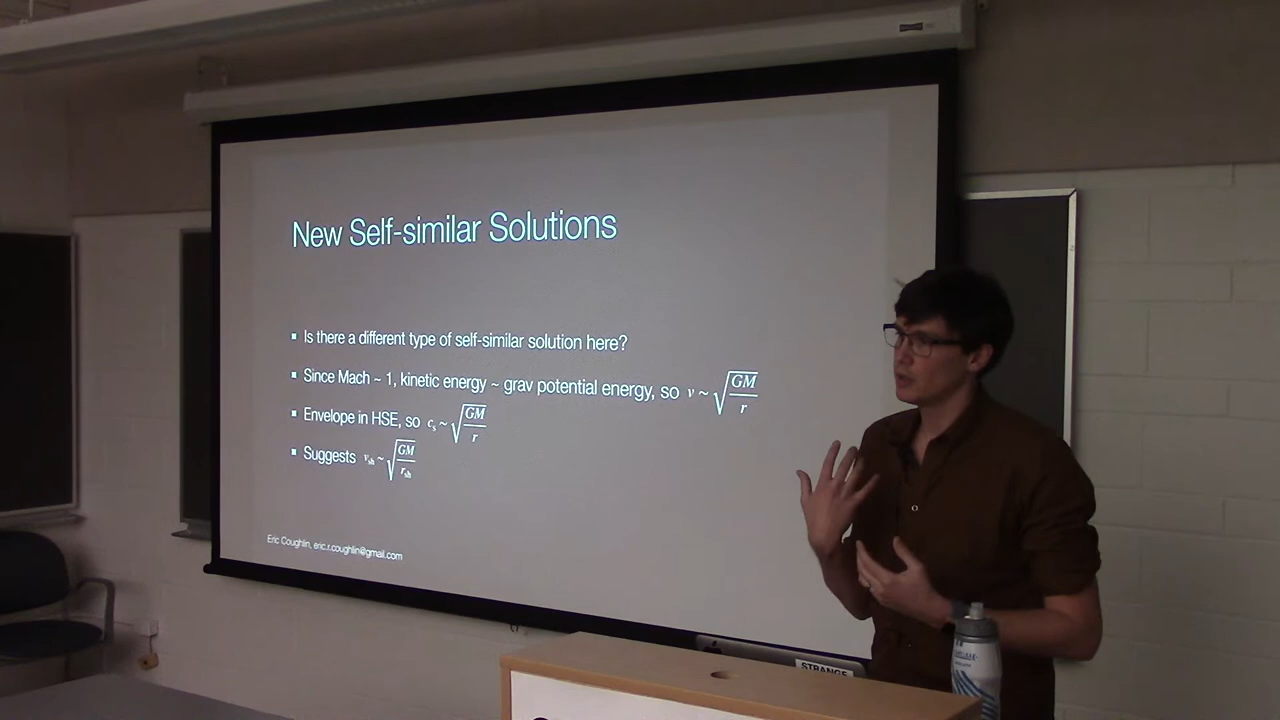 New Self-similar Solutions
Is there a different type of self-similar solution here?
Since Mach ~ 1, kinetic energy ~ grav potential energy, so v ~ √(GM/r)
Envelope in HSE, so cₛ ~ √(GM/r)
Suggests v_sh ~ √(GM/r_sh)
Eric Coughlin, eric.r.coughlin@gmail.com
STRANGE